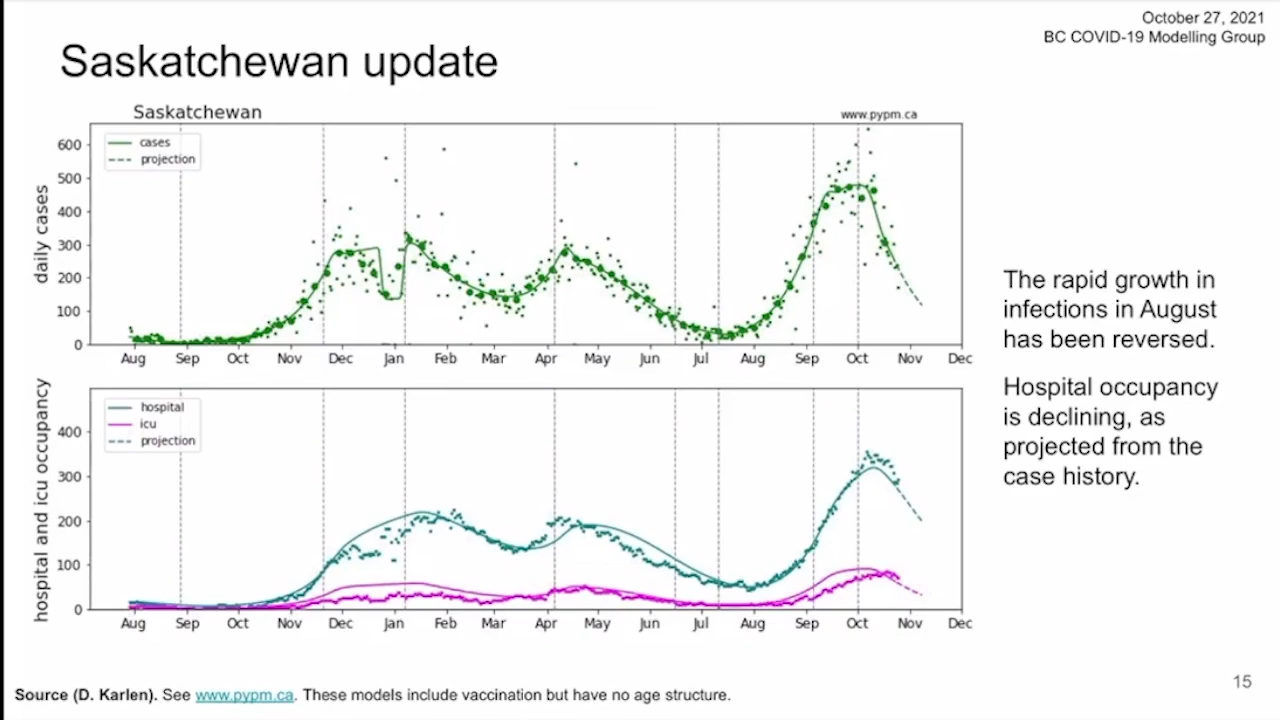 October 27, 2021
BC COVID-19 Modelling Group
Saskatchewan update
Saskatchewan
www.pypm.ca
cases
projection
daily cases
600
500
400
300
200
100
0
Aug Sep Oct Nov Dec Jan Feb Mar Apr May Jun Jul Aug Sep Oct Nov Dec
hospital
icu
projection
hospital and icu occupancy
400
300
200
100
0
Aug Sep Oct Nov Dec Jan Feb Mar Apr May Jun Jul Aug Sep Oct Nov Dec
The rapid growth in
infections in August
has been reversed.
Hospital occupancy
is declining, as
projected from the
case history.
Source (D. Karlen). See www.pypm.ca. These models include vaccination but have no age structure.
15